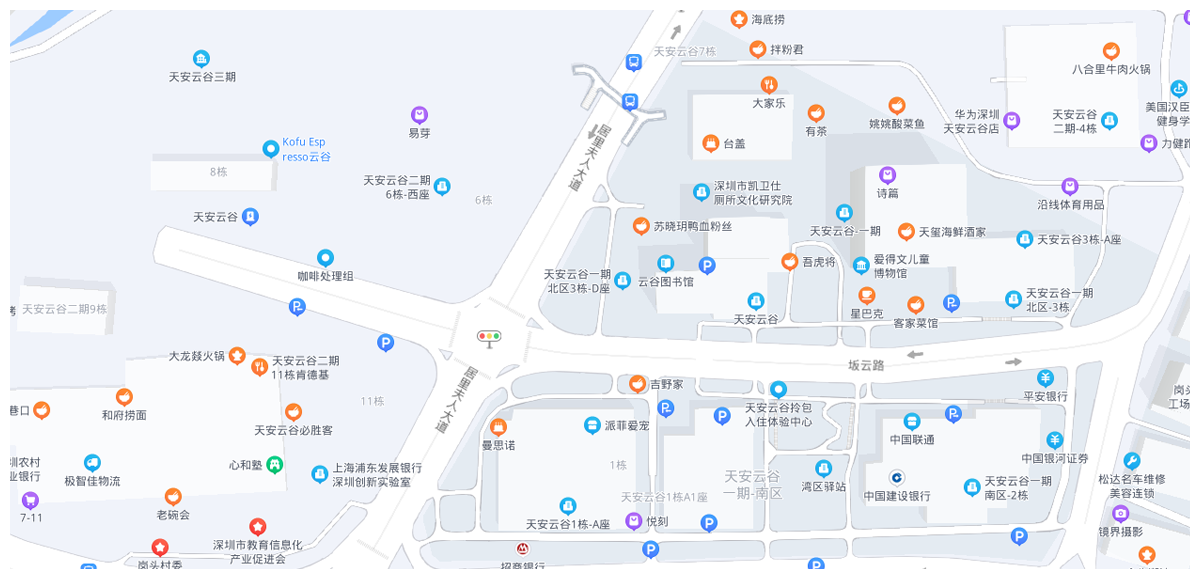 海底捞
天安云谷7栋
拌粉君
八合里牛肉火锅
天安云谷三期
大家乐
易芽
有茶
姚姚酸菜鱼
华为深圳
天安云谷店
天安云谷
二期-4栋
美国汉臣
健身学
力健跑
居里夫人大道
台盖
Kofu Esp
resso云谷
8栋
天安云谷二期
6栋-西座
6栋
深圳市凯卫仕
厕所文化研究院
诗篇
沿线体育用品
天安云谷
苏晓玥鸭血粉丝
天安云谷-一期
天玺海鲜酒家
天安云谷3栋-A座
咖啡处理组
天安云谷一期
北区3栋-D座
云谷图书馆
吾虎将
爱得文儿童
博物馆
天安云谷二期9栋
天安云谷
星巴克
客家菜馆
天安云谷一期
北区-3栋
大龙燚火锅
天安云谷二期
11栋肯德基
坂云路
居里夫人大道
吉野家
平安银行
巷口
和府捞面
11栋
天安云谷必胜客
曼思诺
派菲爱宠
天安云谷拎包
入住体验中心
中国联通
圳农村
业银行
极智佳物流
心和塾
上海浦东发展银行
深圳创新实验室
1栋
天安云谷
一期-南区
湾区驿站
中国银河证券
中国建设银行
天安云谷一期
南区-2栋
松达名车维修
美容连锁
岗头
工场
7-11
老碗会
天安云谷1栋A1座
天安云谷1栋-A座
悦刻
镜界摄影
深圳市教育信息化
产业促进会
岗头村委
招商银行